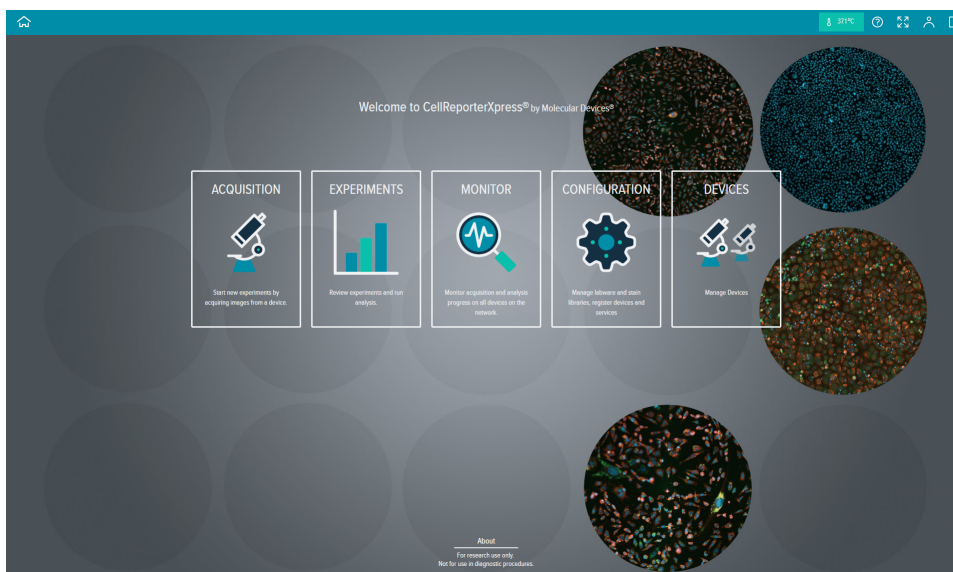 37.1°C
Welcome to CellReporterXpress® by Molecular Devices®
ACQUISITION
Start new experiments by
acquiring images from a device.
EXPERIMENTS
Review experiments and run
analysis.
MONITOR
Monitor acquisition and analysis
progress on all devices on the
network.
CONFIGURATION
Manage labware and stain
libraries, register devices and
services
DEVICES
Manage Devices
About
For research use only.
Not for use in diagnostic procedures.